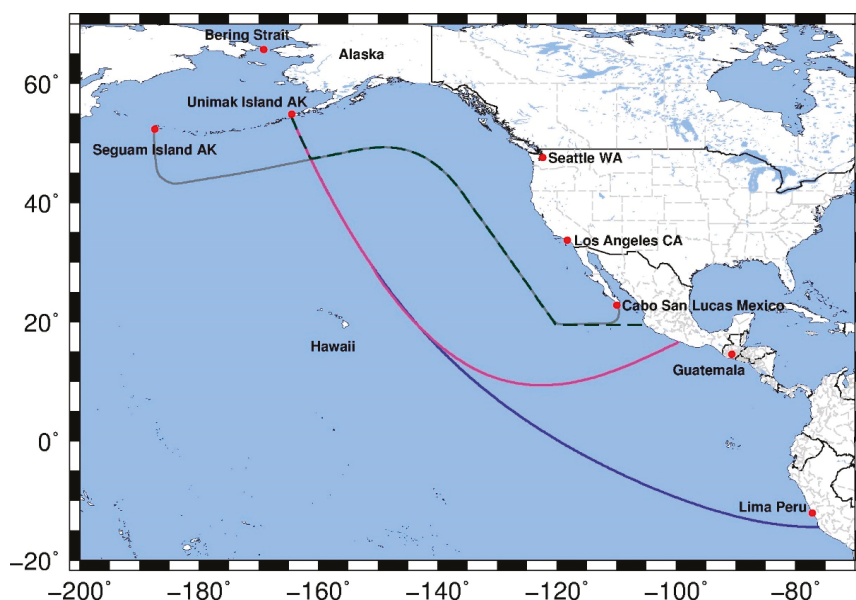 Bering Strait
Alaska
60°
Unimak Island AK
Seguam Island AK
Seattle WA
40°
Los Angeles CA
Cabo San Lucas Mexico
20°
Hawaii
Guatemala
0°
Lima Peru
−20°
−200° −180° −160° −140° −120° −100° −80°